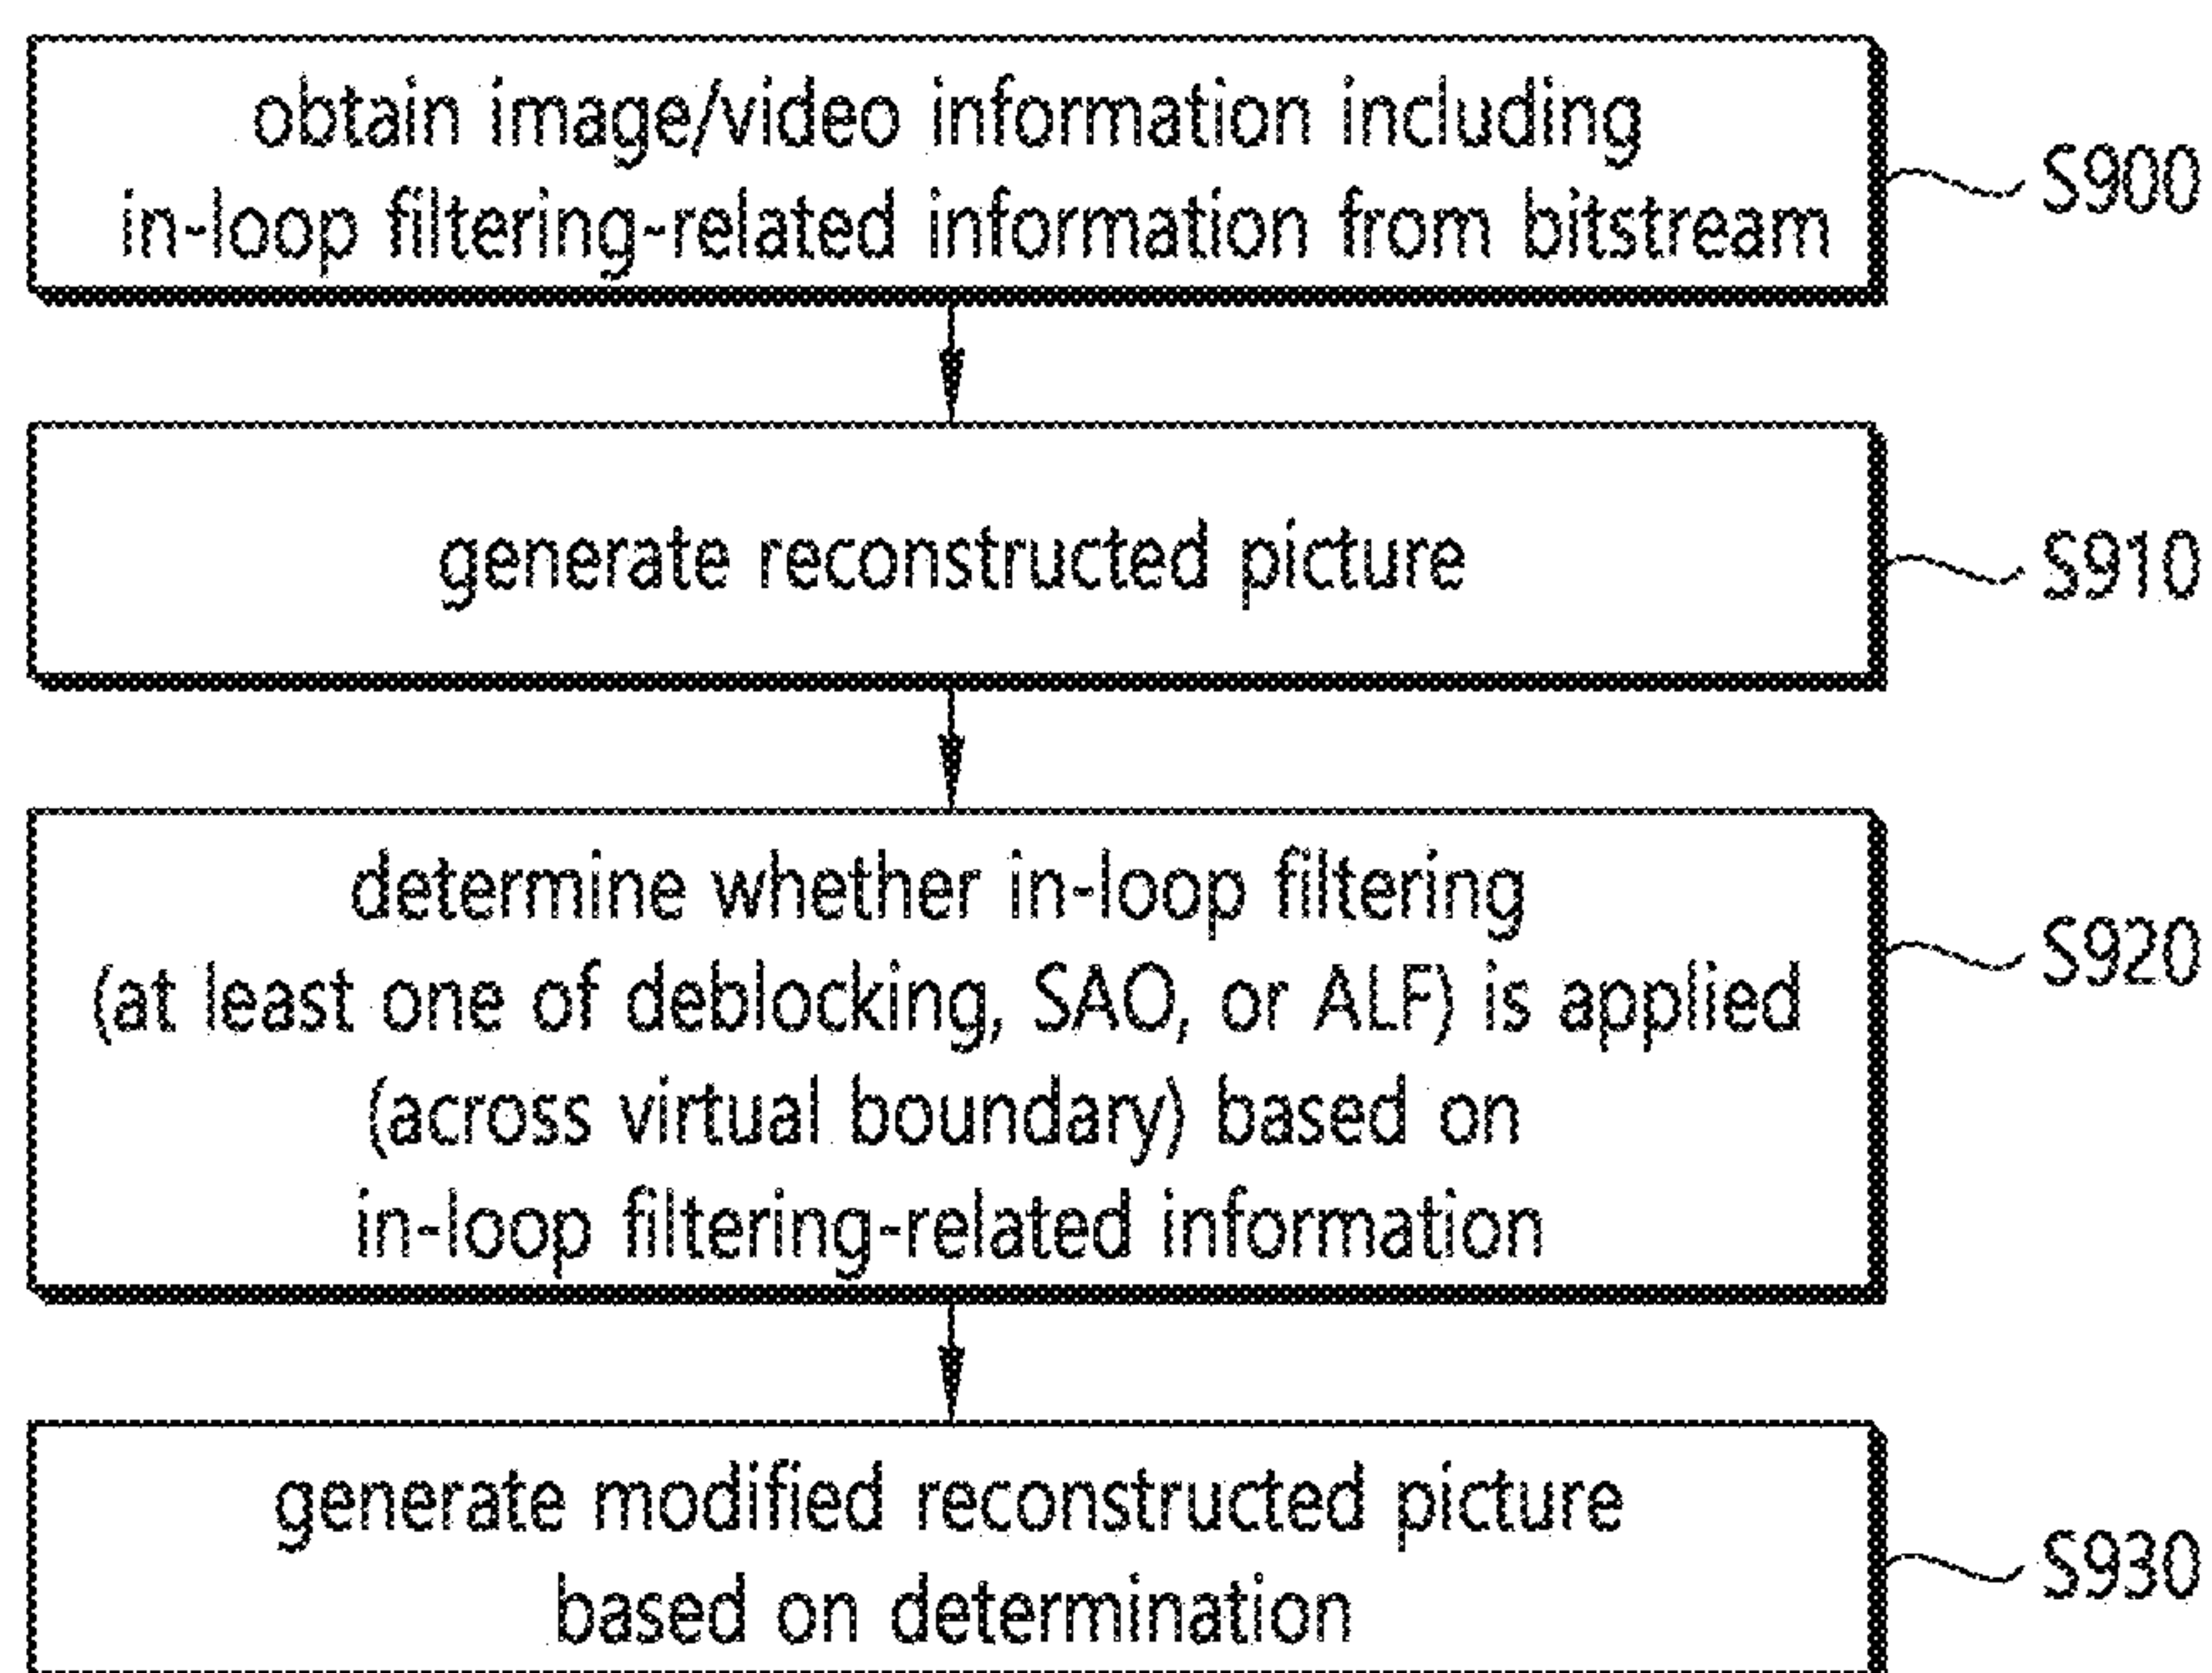 obtain image/video information including
in-loop filtering-related information from bitstream
S900
generate reconstructed picture
S910
determine whether in-loop filtering
(at least one of deblocking, SAO, or ALF) is applied
(across virtual boundary) based on
in-loop filtering-related information
S920
generate modified reconstructed picture
based on determination
S930